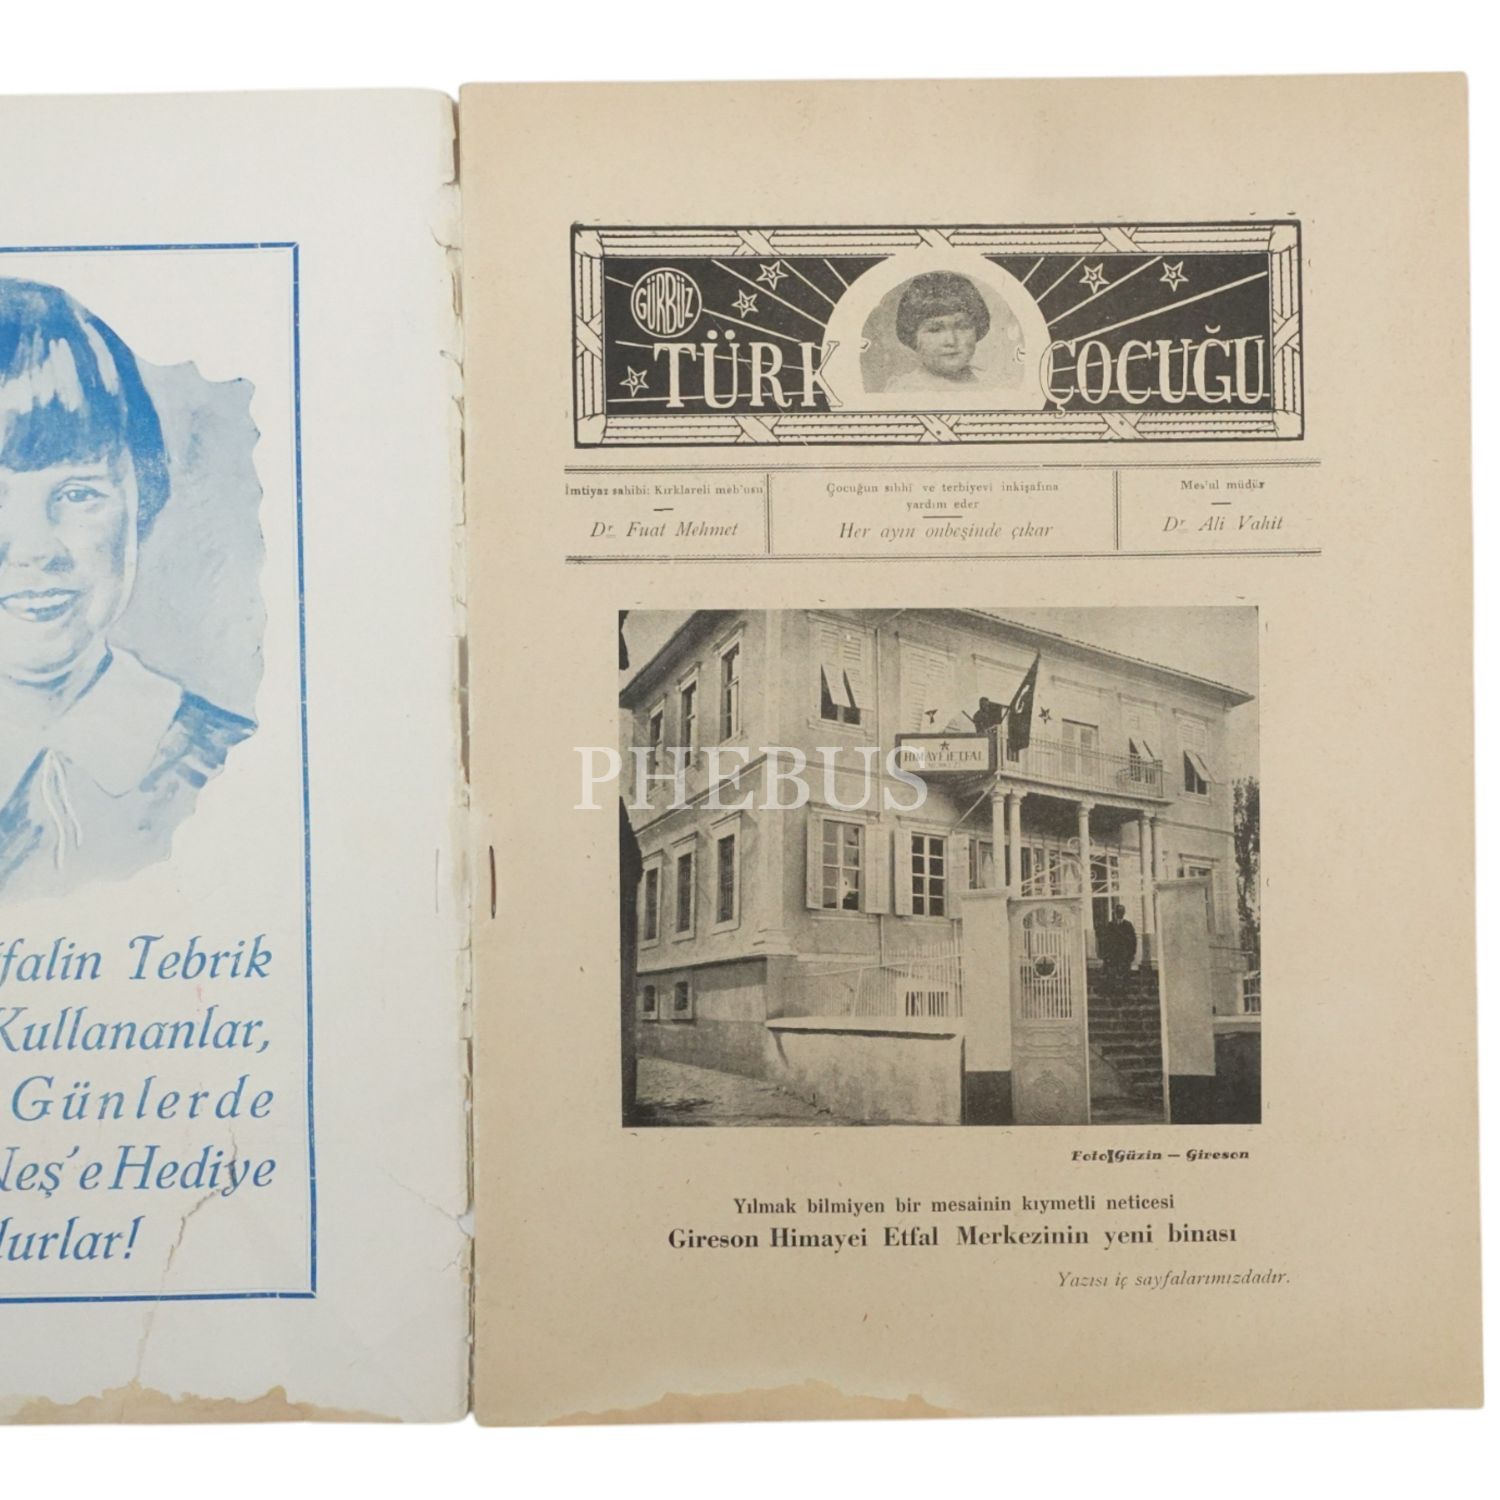 falin Tebrik
Kullananlar,
Günlerde
Neş'e Hediye
lurlar!
GÜRBÜZ
TÜRK ÇOCUĞU
İmtiyaz sahibi: Kırklareli meb'usu
Dr. Fuat Mehmet
Çocuğun sıhhî ve terbiyevi inkişafına
yardım eder
Her ayın onbeşinde çıkar
Mes'ul müdür
Dr. Ali Vahit
HİMAYEİETFAL
PHEBUS
Foto Güzin — Gireson
Yılmak bilmiyen bir mesainin kıymetli neticesi
Gireson Himayei Etfal Merkezinin yeni binası
Yazısı iç sayfalarımızdadır.